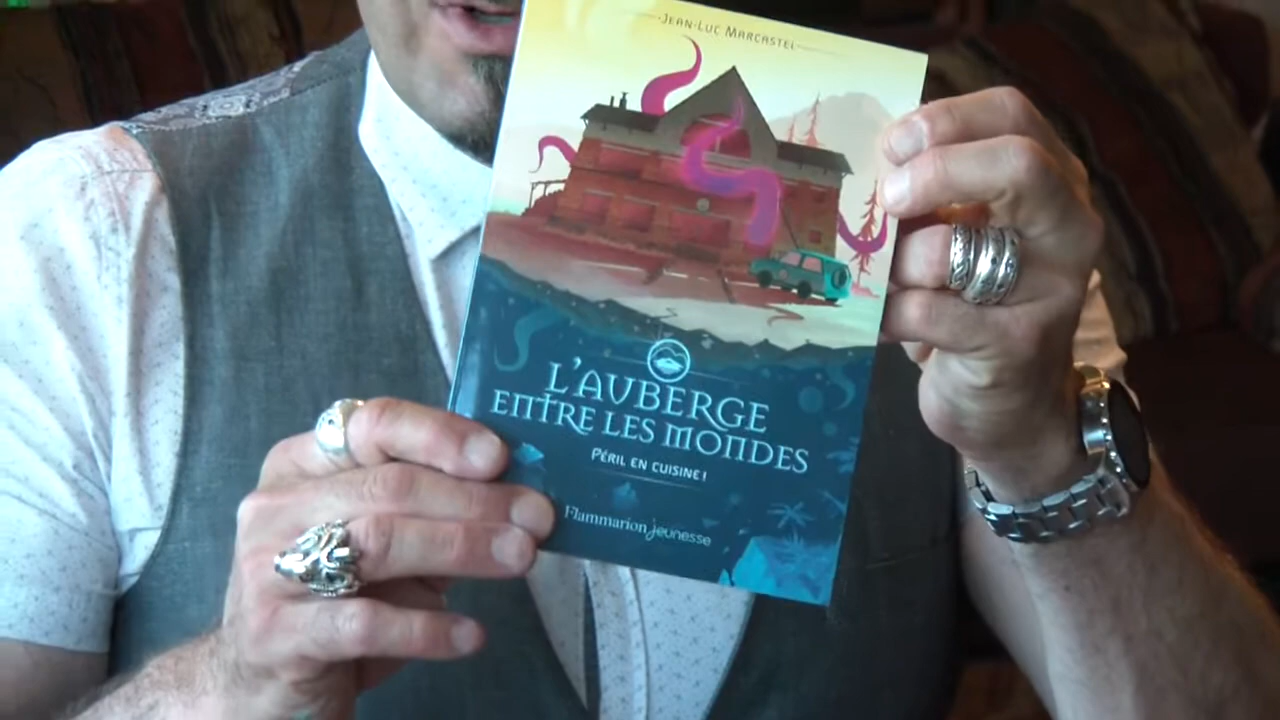 JEAN-LUC MARCASTEL
L'AUBERGE
ENTRE LES MONDES
PÉRIL EN CUISINE !
Flammarion jeunesse